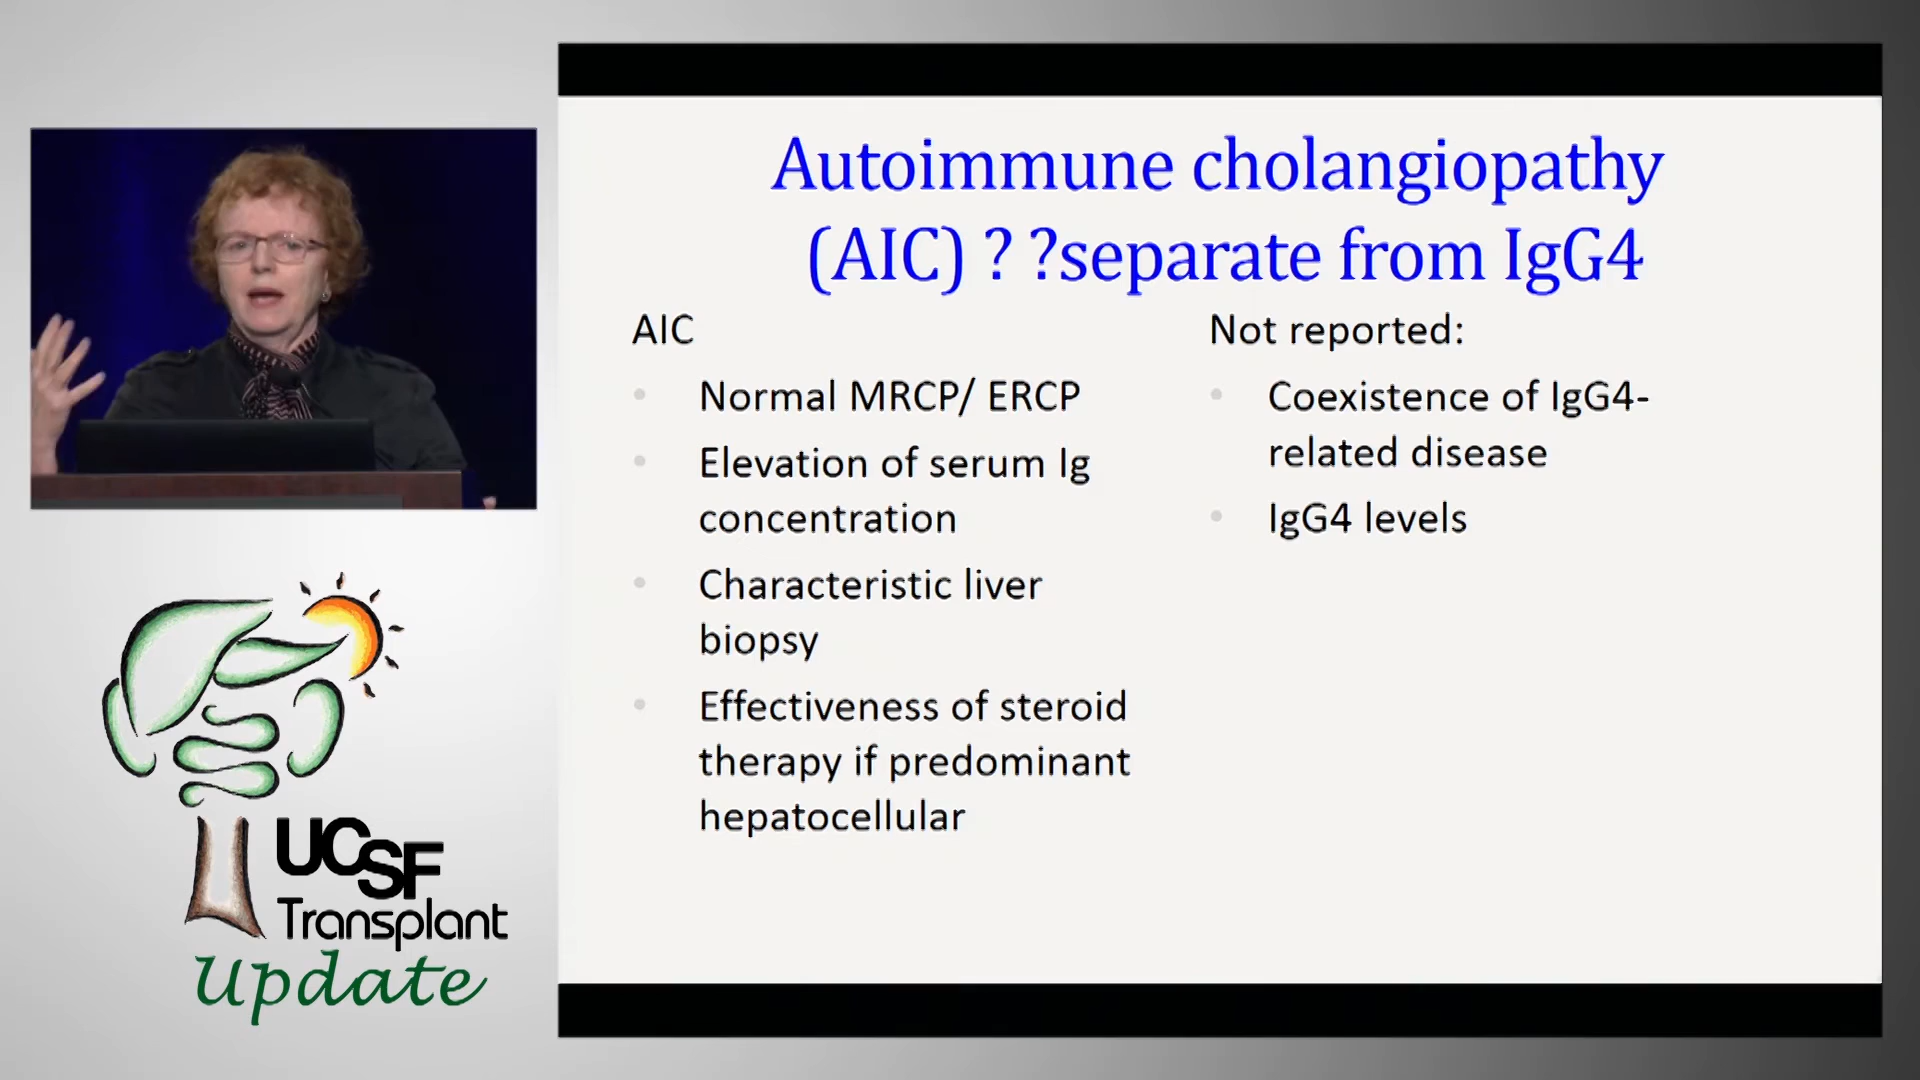 Autoimmune cholangiopathy
(AIC) ? ?separate from IgG4
AIC
• Normal MRCP/ ERCP
• Elevation of serum Ig
concentration
• Characteristic liver
biopsy
• Effectiveness of steroid
therapy if predominant
hepatocellular
Not reported:
• Coexistence of IgG4-
related disease
• IgG4 levels
UCSF
Transplant
Update